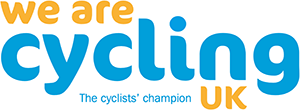 we are
cycling
The cyclists' champion UK